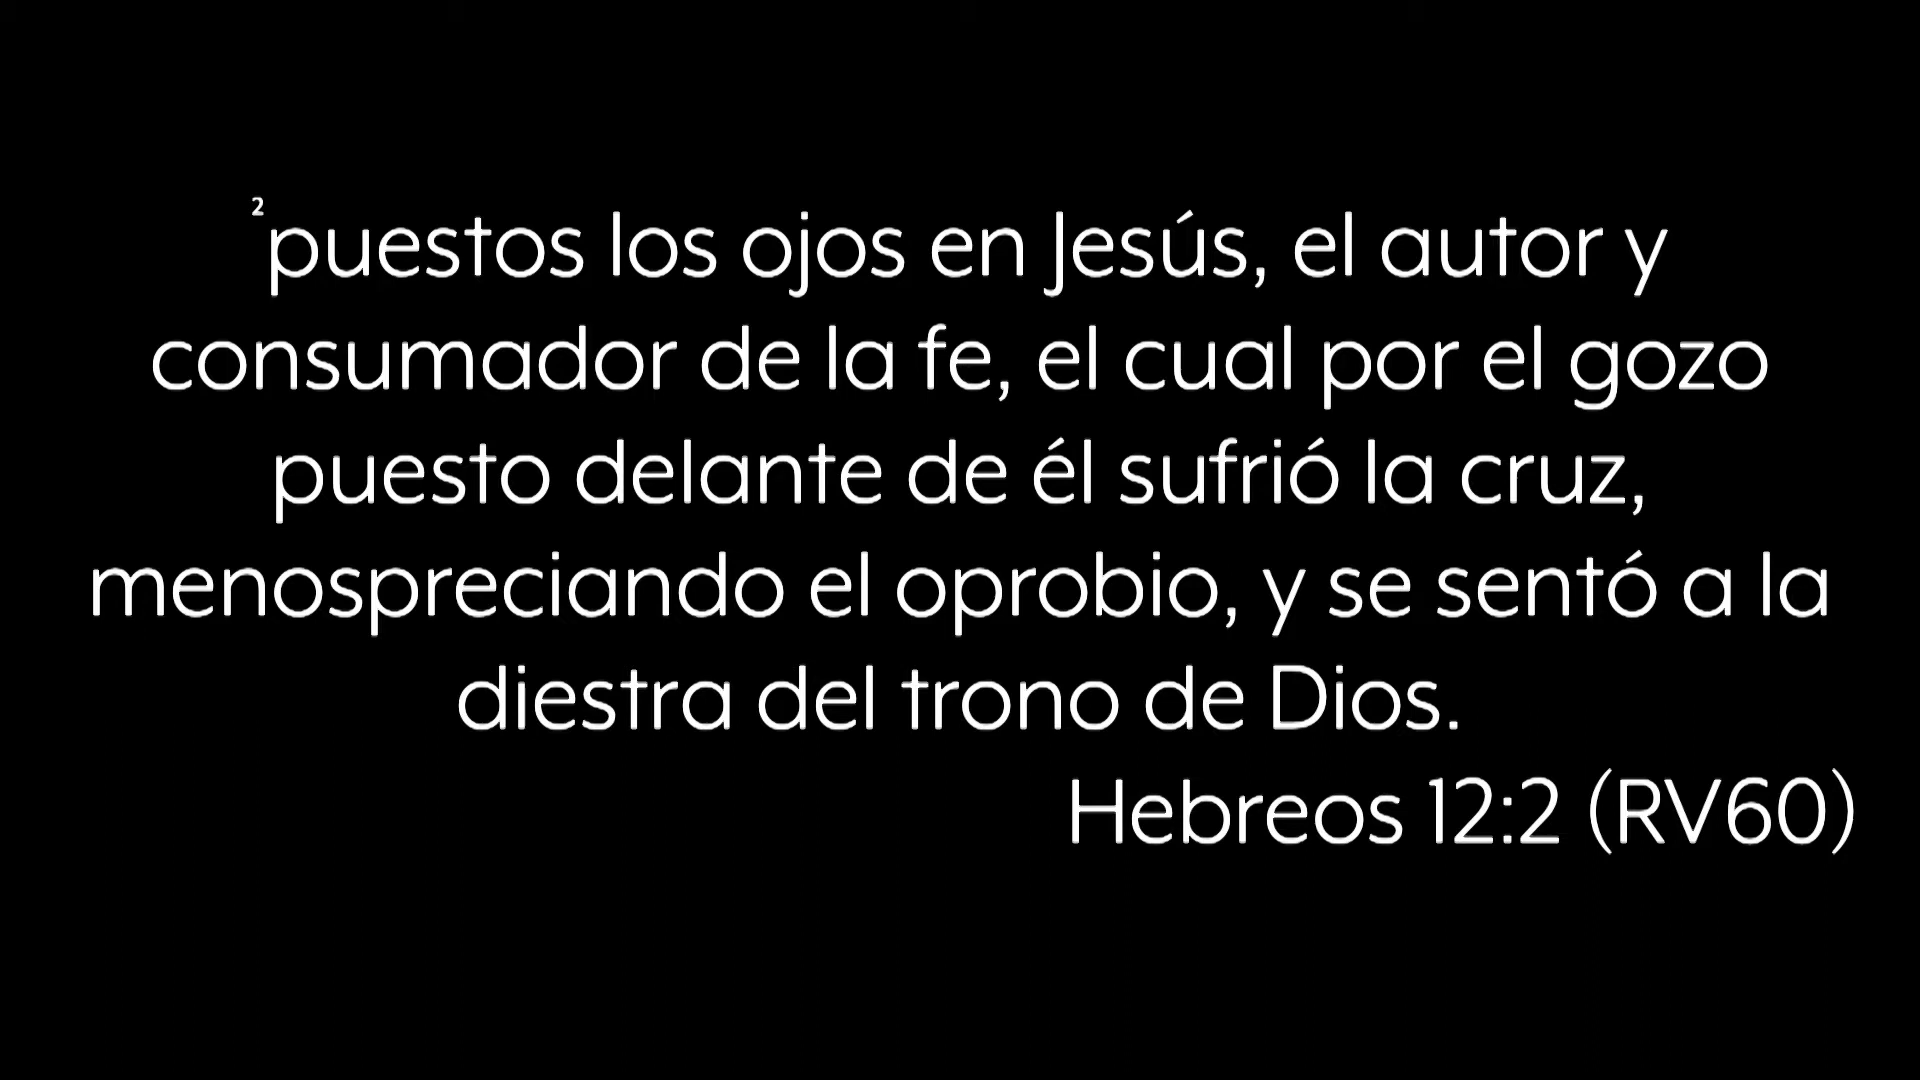 ²puestos los ojos en Jesús, el autor y
consumador de la fe, el cual por el gozo
puesto delante de él sufrió la cruz,
menospreciando el oprobio, y se sentó a la
diestra del trono de Dios.
Hebreos 12:2 (RV60)